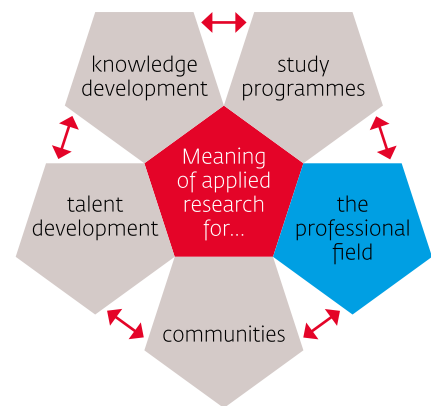 knowledge
development
study
programmes
Meaning
of applied
research
for...
talent
development
the
professional
field
communities